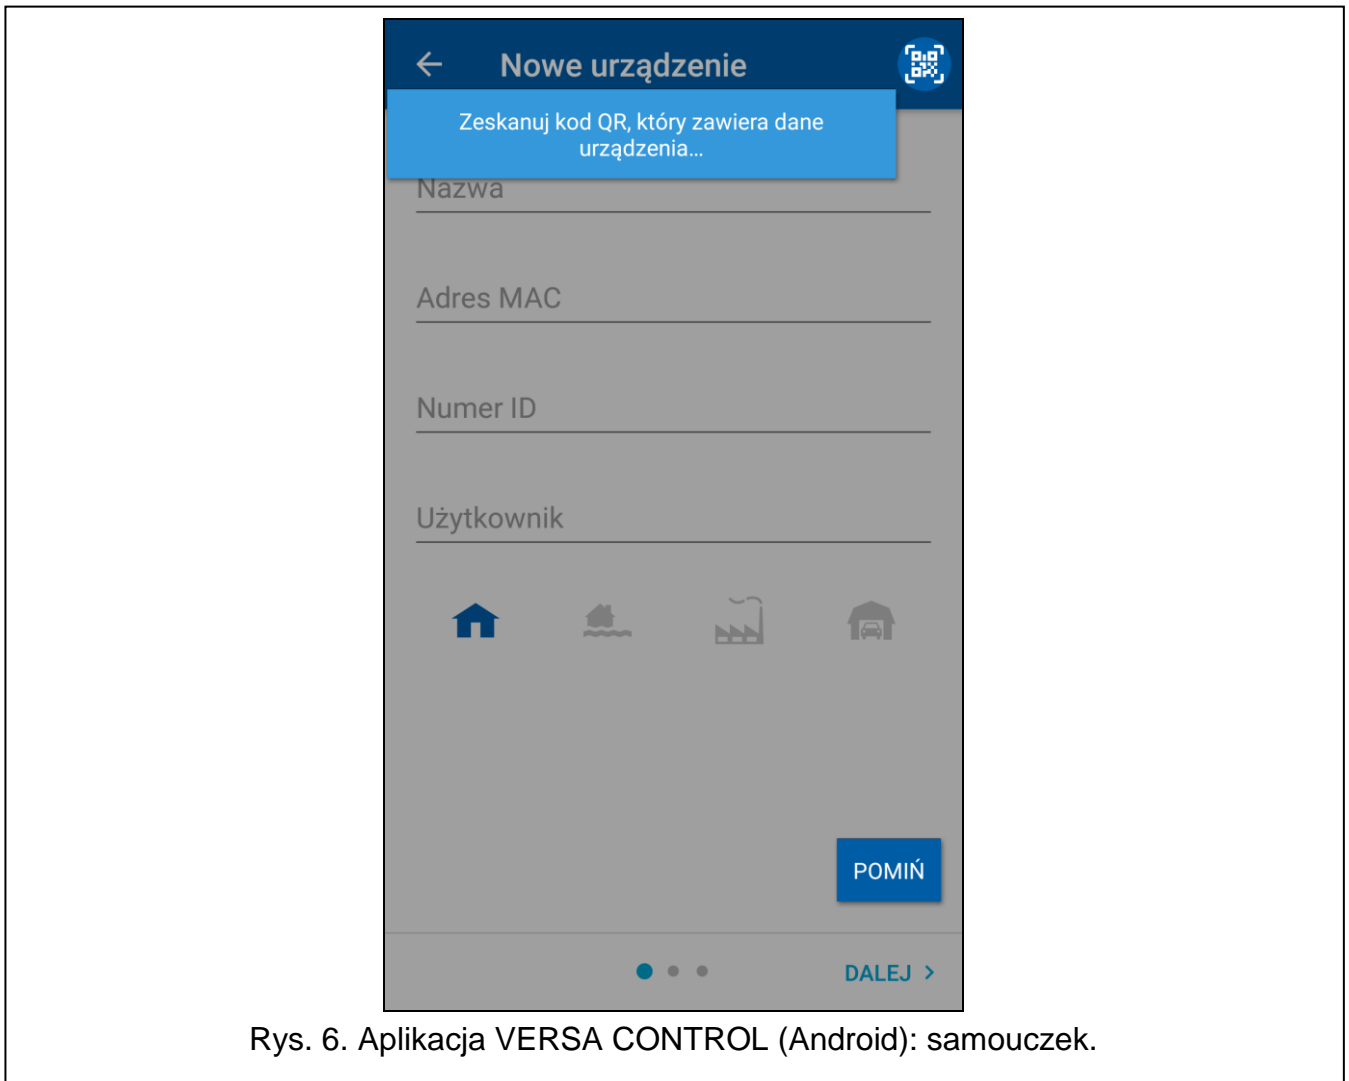 Nowe urządzenie
Zeskanuj kod QR, który zawiera dane
urządzenia...
Nazwa
Adres MAC
Numer ID
Użytkownik
POMIŃ
DALEJ >
Rys. 6. Aplikacja VERSA CONTROL (Android): samouczek.